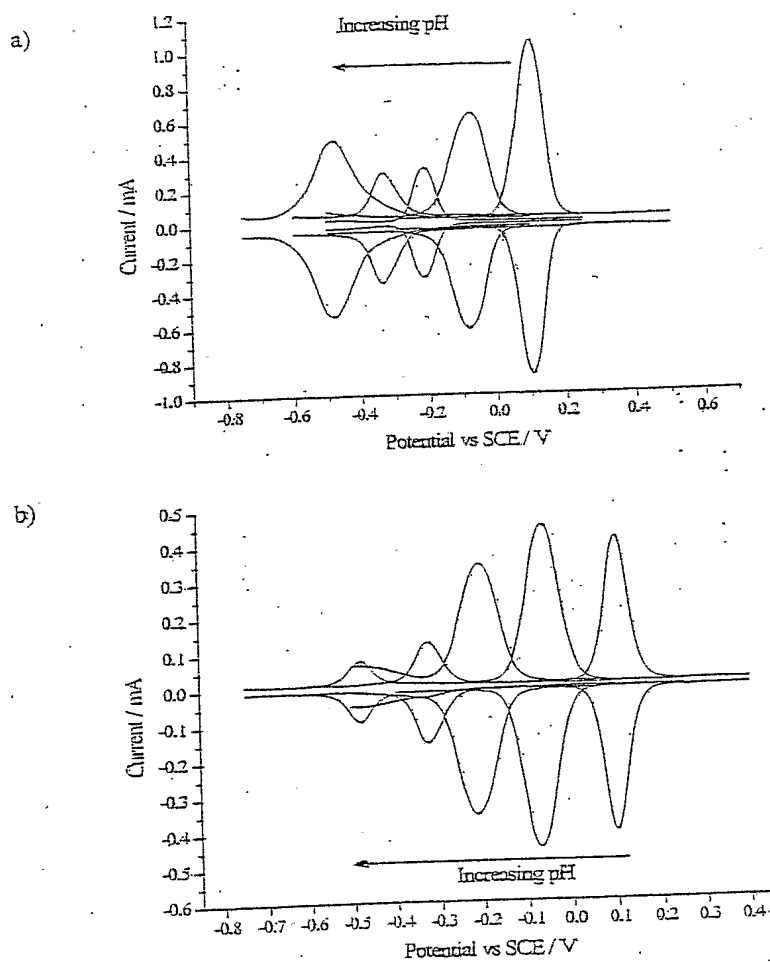 a)
Increasing pH
1.2
1.0
0.8
0.6
0.4
0.2
0.0
-0.2
-0.4
-0.6
-0.8
-1.0
Current / mA
-0.8 -0.6 -0.4 -0.2 0.0 0.2 0.4 0.6
Potential vs SCE / V
b)
0.5
0.4
0.3
0.2
0.1
0.0
-0.1
-0.2
-0.3
-0.4
-0.5
-0.6
Current / mA
Increasing pH
-0.8 -0.7 -0.6 -0.5 -0.4 -0.3 -0.2 -0.1 0.0 0.1 0.2 0.3 0.4
Potential vs SCE / V